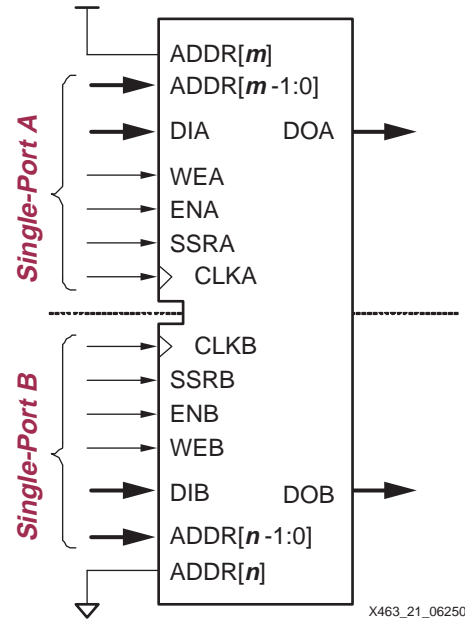 ADDR[m]
ADDR[m-1:0]
DIA DOA
WEA
ENA
SSRA
CLKA
Single-Port A
CLKB
SSRB
ENB
WEB
DIB DOB
ADDR[n-1:0]
ADDR[n]
Single-Port B
X463_21_06250